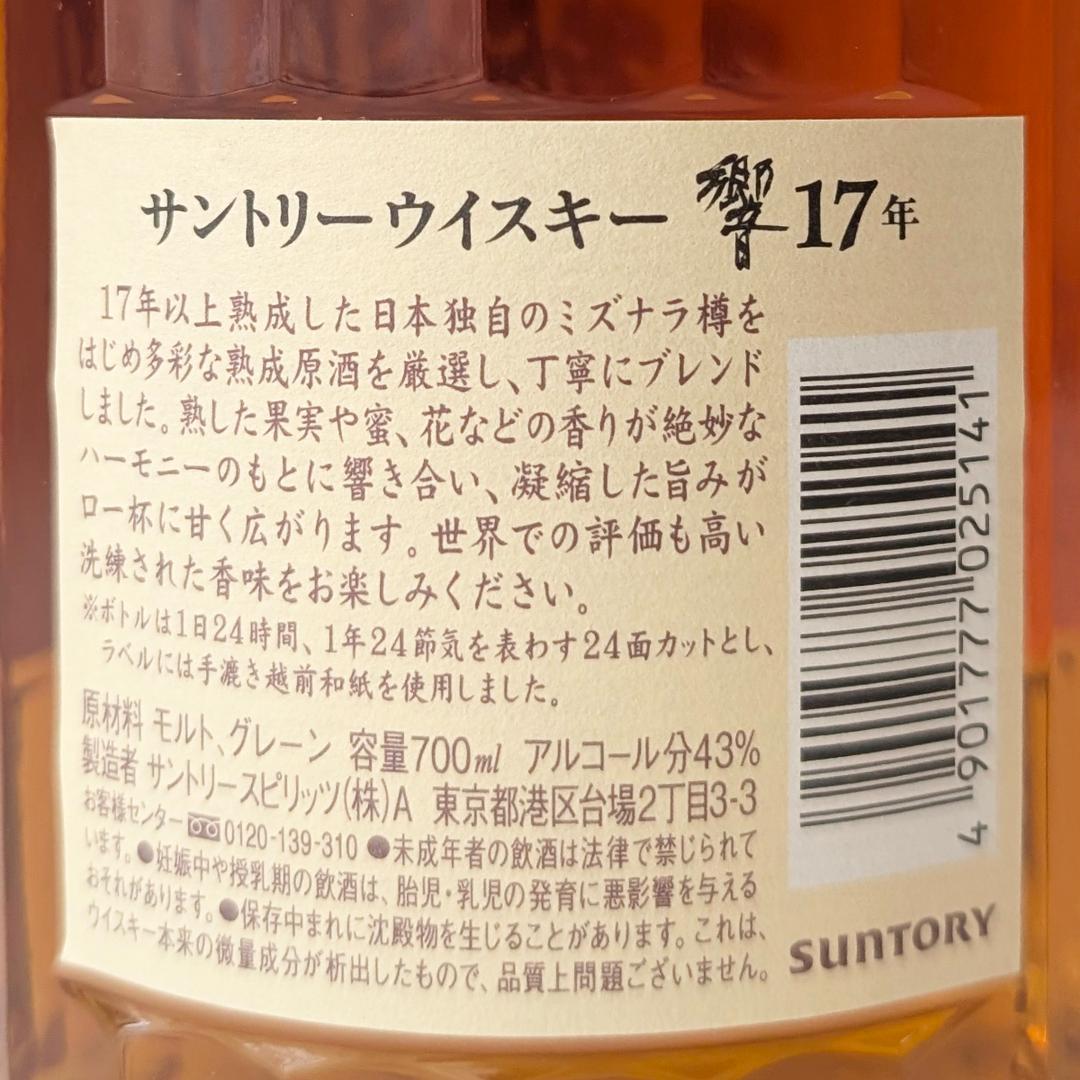 サントリーウイスキー 響 17年
17年以上熟成した日本独自のミズナラ樽を
はじめ多彩な熟成原酒を厳選し、丁寧にブレンド
しました。熟した果実や蜜、花などの香りが絶妙な
ハーモニーのもとに響き合い、凝縮した旨みが
口一杯に甘く広がります。世界での評価も高い
洗練された香味をお楽しみください。
※ボトルは1日24時間、1年24節気を表わす24面カットとし、
ラベルには手漉き越前和紙を使用しました。
原材料 モルト、グレーン 容量700ml アルコール分43%
製造者 サントリースピリッツ(株)A 東京都港区台場2丁目3-3
お客様センター 0120-139-310 ●未成年者の飲酒は法律で禁じられて
います。●妊娠中や授乳期の飲酒は、胎児・乳児の発育に悪影響を与える
おそれがあります。●保存中まれに沈殿物を生じることがあります。これは、
ウイスキー本来の微量成分が析出したもので、品質上問題ございません。
4 901777 025141
SUNTORY